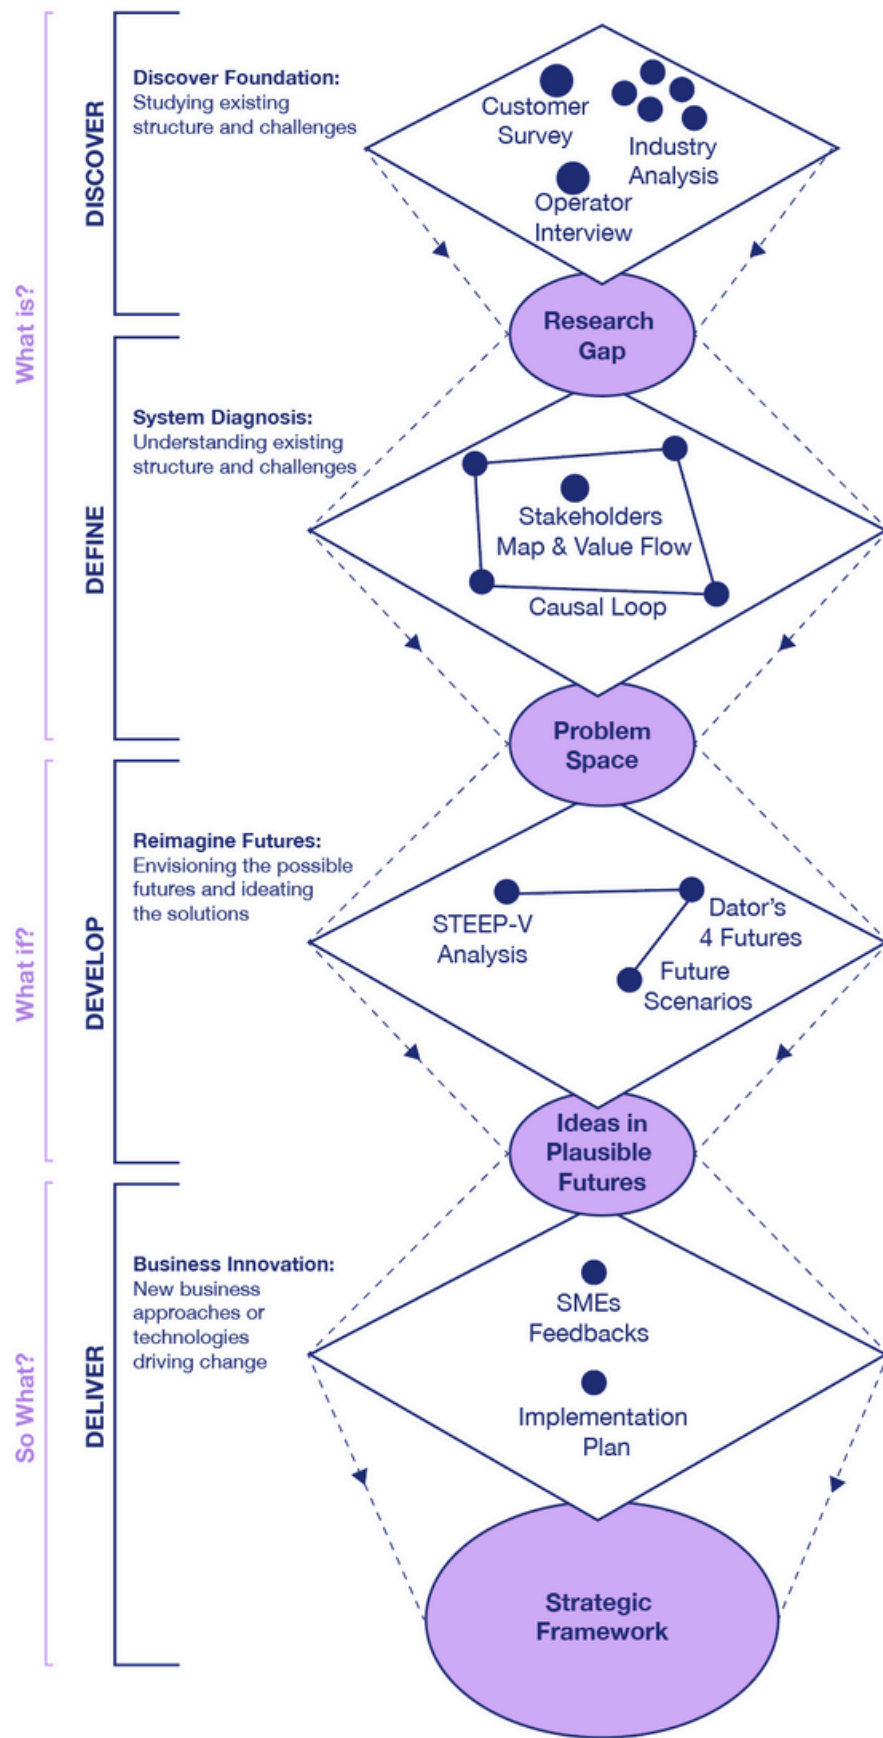 What is?
DISCOVER
Discover Foundation:
Studying existing
structure and challenges
Customer
Survey
Industry
Analysis
Operator
Interview
Research
Gap
DEFINE
System Diagnosis:
Understanding existing
structure and challenges
Stakeholders
Map & Value Flow
Causal Loop
Problem
Space
What if?
DEVELOP
Reimagine Futures:
Envisioning the possible
futures and ideating
the solutions
STEEP-V
Analysis
Dator's
4 Futures
Future
Scenarios
Ideas in
Plausible
Futures
So What?
DELIVER
Business Innovation:
New business
approaches or
technologies
driving change
SMEs
Feedbacks
Implementation
Plan
Strategic
Framework